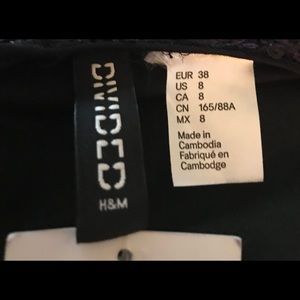 DIVIDED
H&M
EUR 38
US 8
CA 8
CN 165/88A
MX 8
Made in
Cambodia
Fabriqué en
Cambodge